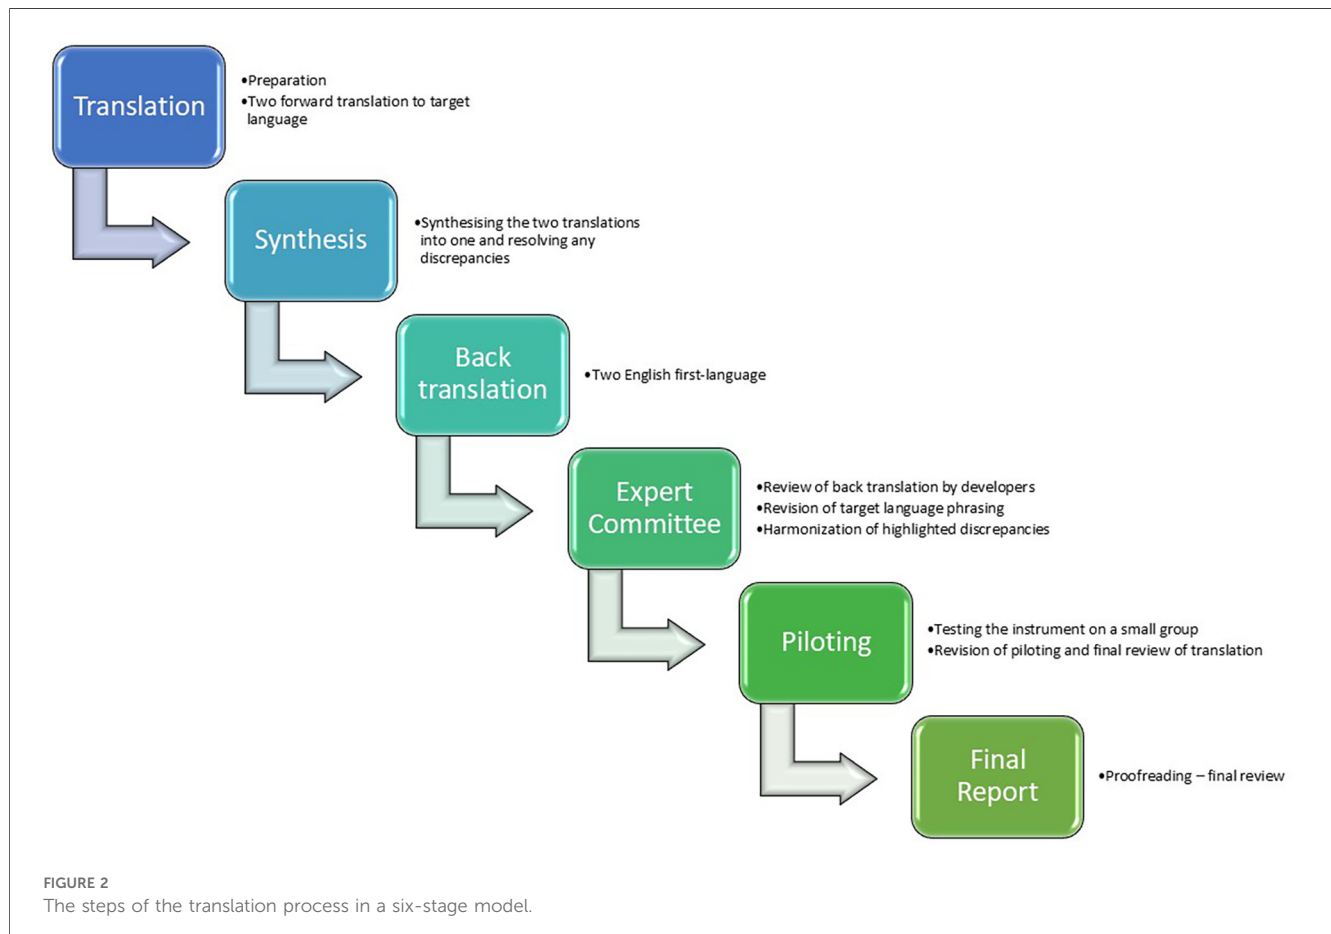 Translation
•Preparation
•Two forward translation to target
language
Synthesis
•Synthesising the two translations
into one and resolving any
discrepancies
Back
translation
•Two English first-language
Expert
Committee
•Review of back translation by developers
•Revision of target language phrasing
•Harmonization of highlighted discrepancies
Piloting
•Testing the instrument on a small group
•Revision of piloting and final review of translation
Final
Report
•Proofreading – final review
FIGURE 2
The steps of the translation process in a six-stage model.